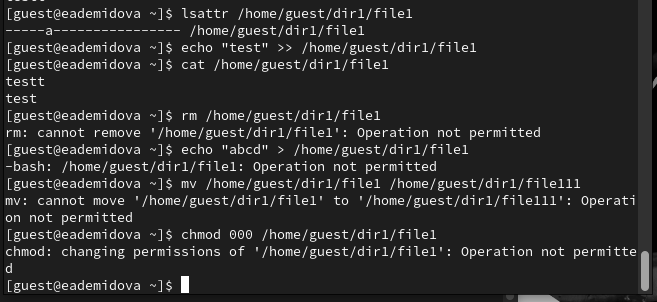 [guest@eademidova ~]$ lsattr /home/guest/dir1/file1
-----a---------------- /home/guest/dir1/file1
[guest@eademidova ~]$ echo "test" >> /home/guest/dir1/file1
[guest@eademidova ~]$ cat /home/guest/dir1/file1
testt
test
[guest@eademidova ~]$ rm /home/guest/dir1/file1
rm: cannot remove '/home/guest/dir1/file1': Operation not permitted
[guest@eademidova ~]$ echo "abcd" > /home/guest/dir1/file1
-bash: /home/guest/dir1/file1: Operation not permitted
[guest@eademidova ~]$ mv /home/guest/dir1/file1 /home/guest/dir1/file111
mv: cannot move '/home/guest/dir1/file1' to '/home/guest/dir1/file111': Operati
on not permitted
[guest@eademidova ~]$ chmod 000 /home/guest/dir1/file1
chmod: changing permissions of '/home/guest/dir1/file1': Operation not permitte
d
[guest@eademidova ~]$